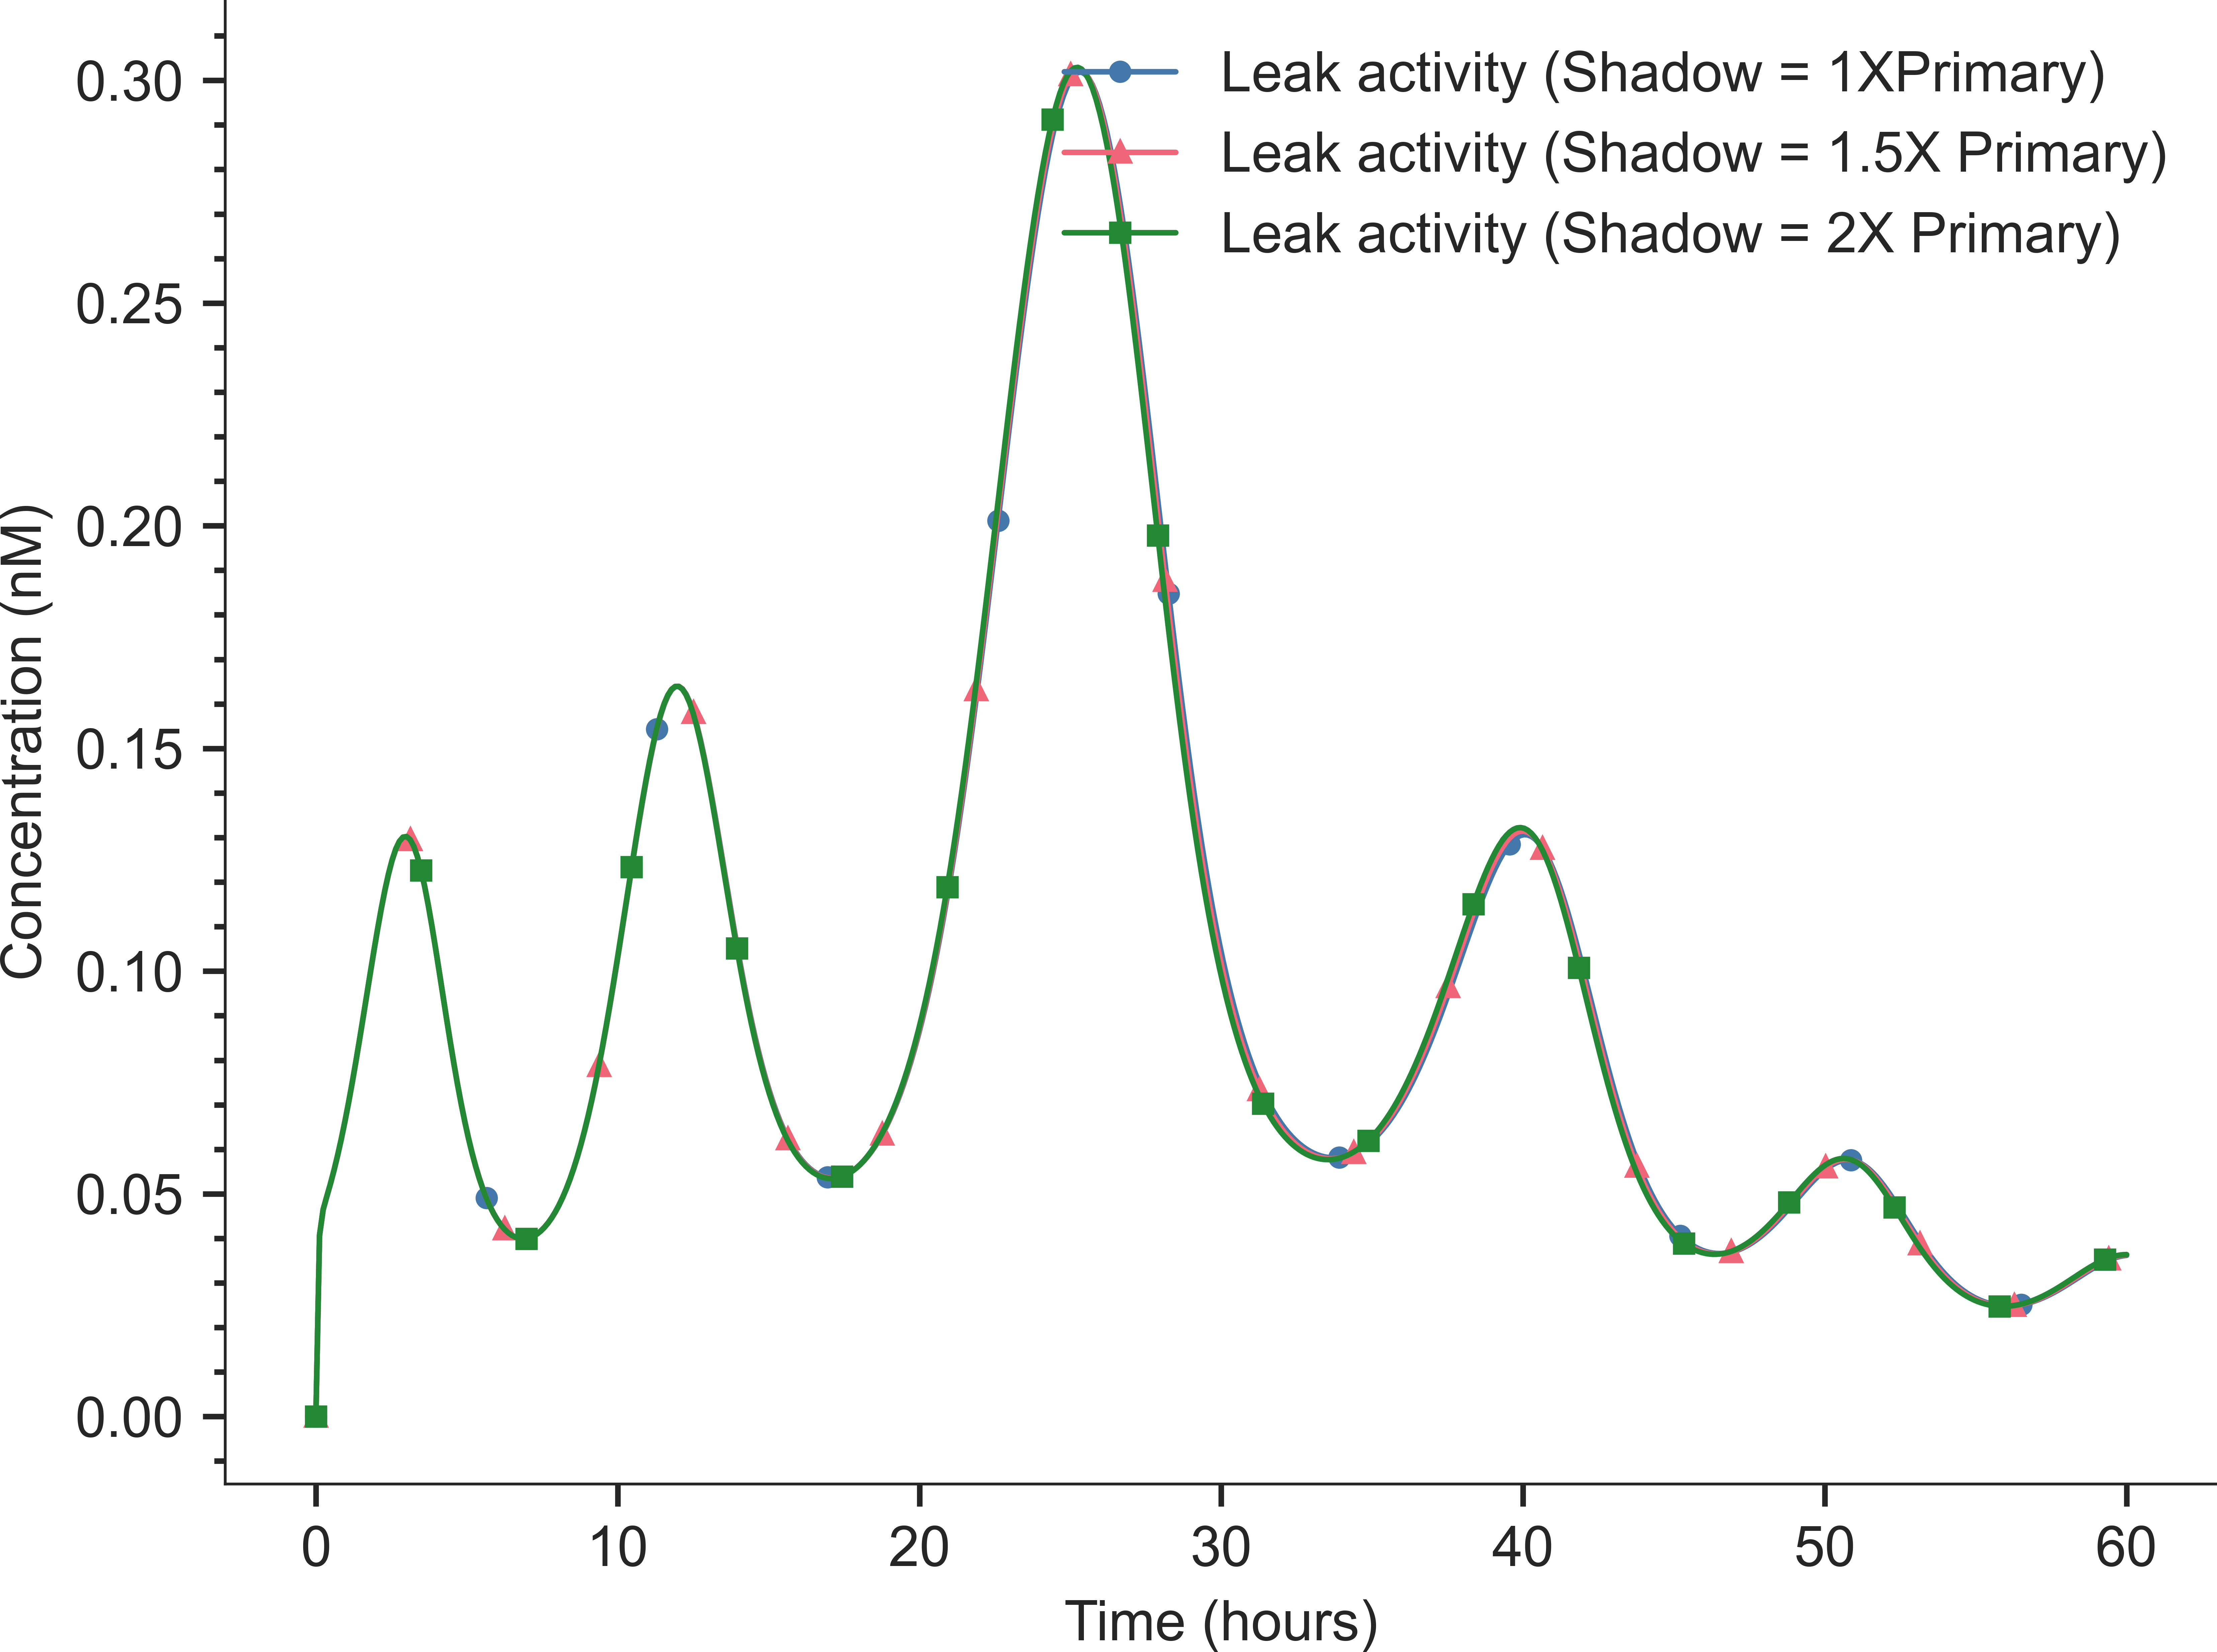 Leak activity (Shadow = 1XPrimary)
Leak activity (Shadow = 1.5X Primary)
Leak activity (Shadow = 2X Primary)
0.30
0.25
0.20
0.15
0.10
0.05
0.00
Concentration (nM)
0 10 20 30 40 50 60
Time (hours)